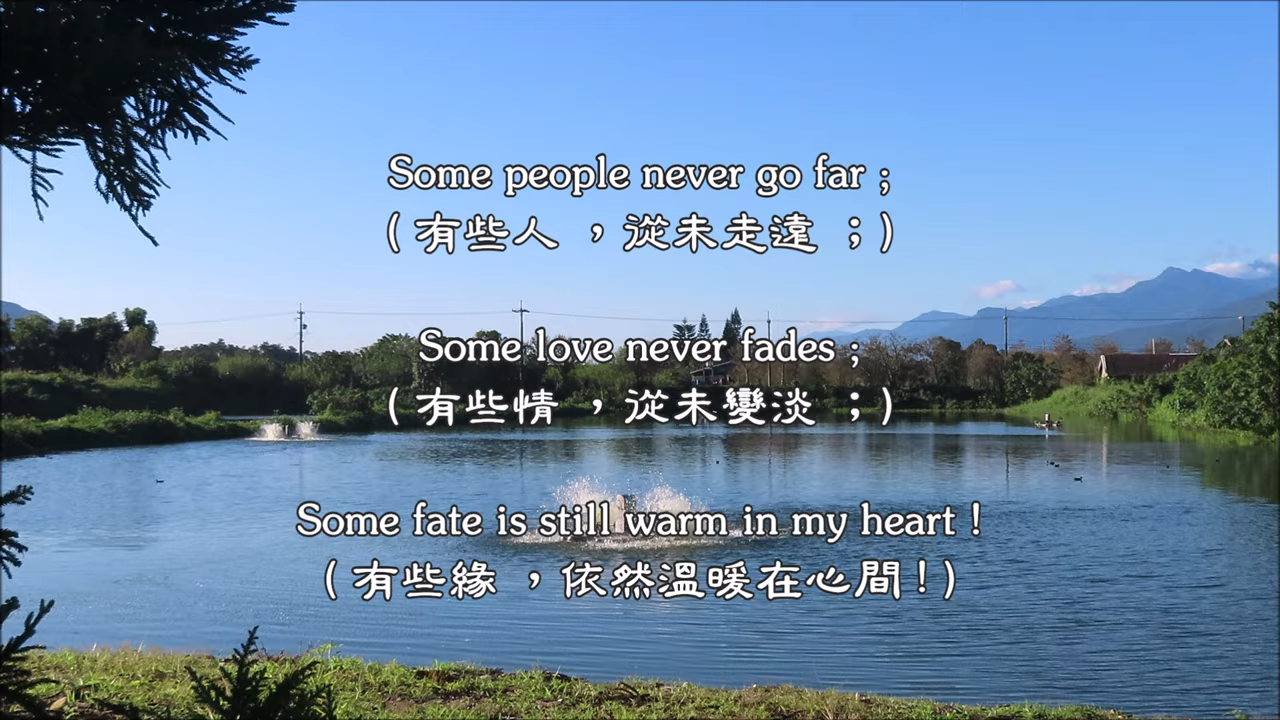 Some people never go far ;
( 有些人 ，從未走遠 ；)
Some love never fades ;
( 有些情 ，從未變淡 ；)
Some fate is still warm in my heart !
( 有些緣 ，依然溫暖在心間 ! )